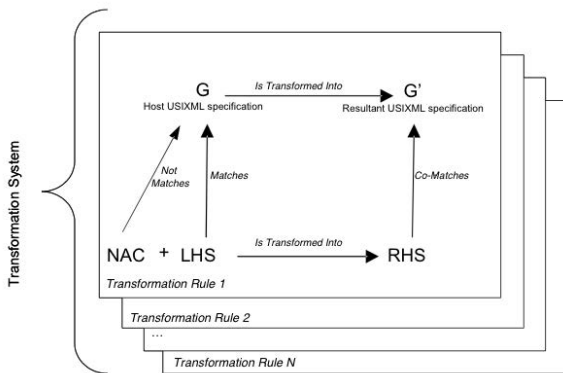 Transformation System
G
Is Transformed Into
G'
Host USIXML specification
Resultant USIXML specification
Not
Matches
Matches
Co-Matches
NAC + LHS
Is Transformed Into
RHS
Transformation Rule 1
Transformation Rule 2
...
Transformation Rule N